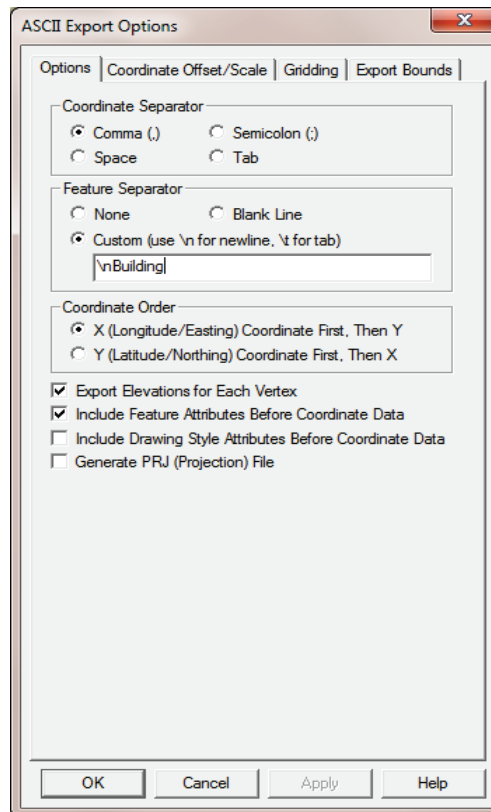 ASCII Export Options
Options Coordinate Offset/Scale Gridding Export Bounds
Coordinate Separator
Comma (,) Semicolon (;)
Space Tab
Feature Separator
None Blank Line
Custom (use \n for newline, \t for tab)
\nBuilding
Coordinate Order
X (Longitude/Easting) Coordinate First, Then Y
Y (Latitude/Northing) Coordinate First, Then X
Export Elevations for Each Vertex
Include Feature Attributes Before Coordinate Data
Include Drawing Style Attributes Before Coordinate Data
Generate PRJ (Projection) File
OK Cancel Apply Help